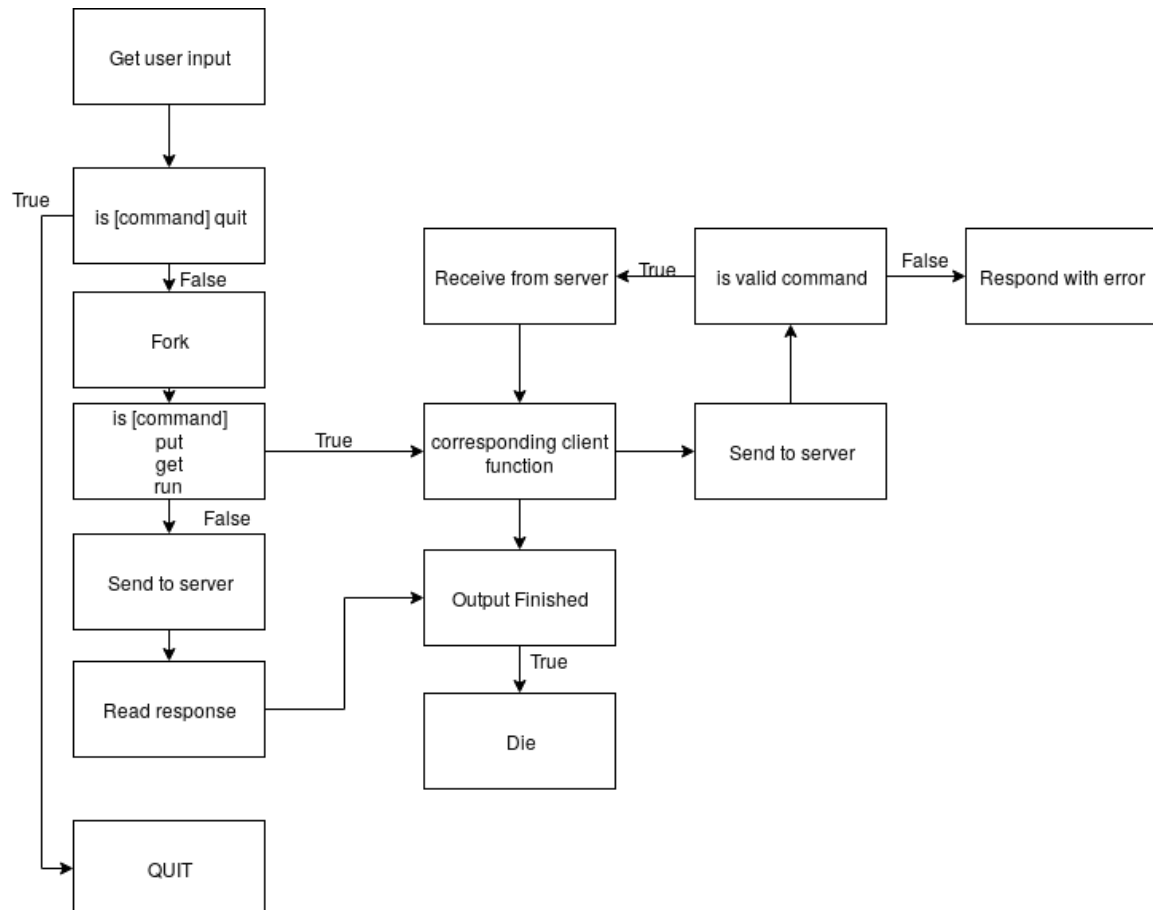 Get user input
True
is [command] quit
False
Fork
is [command]
put
get
run
True
False
Send to server
Read response
QUIT
Receive from server
True
is valid command
False
Respond with error
corresponding client
function
Send to server
Output Finished
True
Die